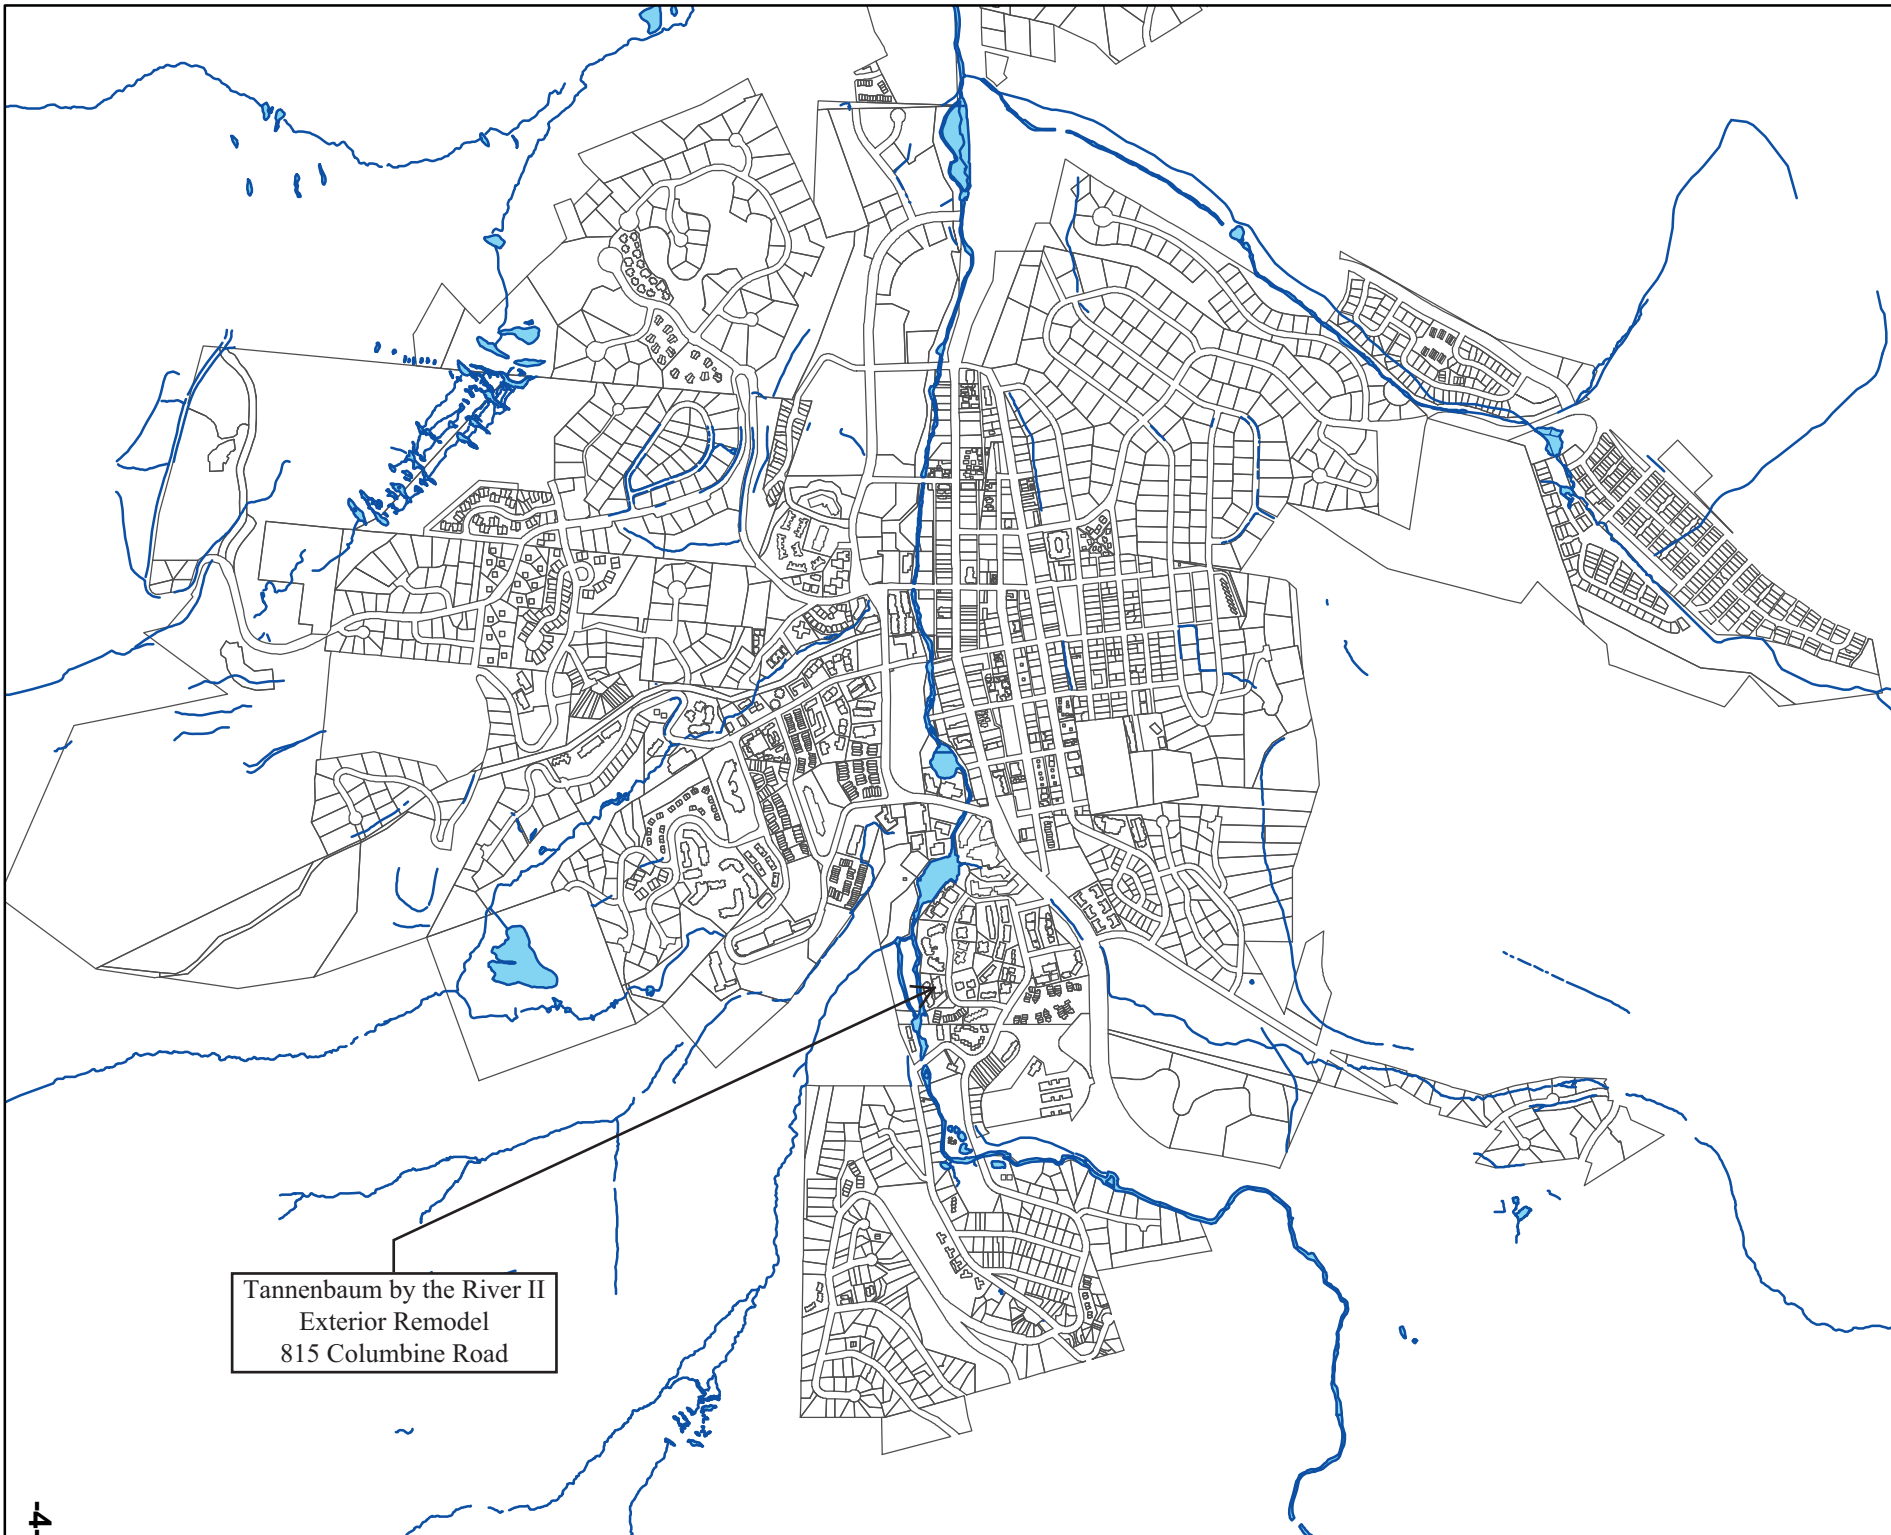 Tannenbaum by the River II
Exterior Remodel
815 Columbine Road
-4-